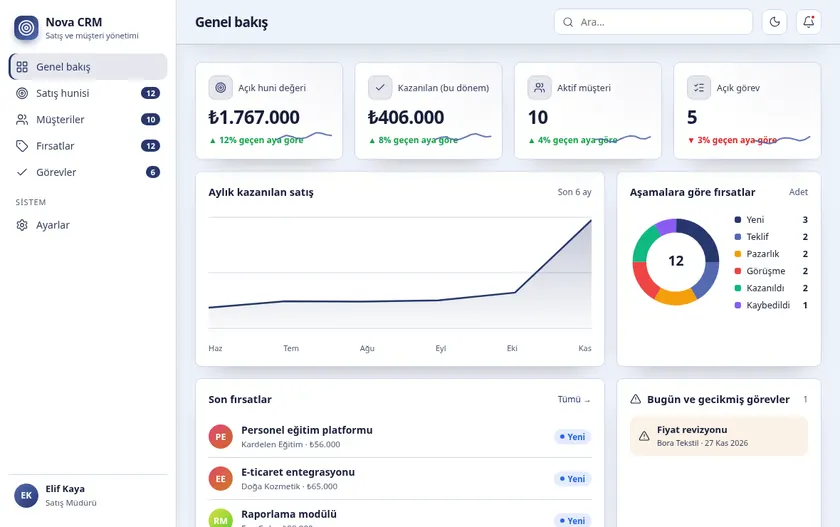 Nova CRM
Satış ve müşteri yönetimi
Genel bakış
Satış hunisi 12
Müşteriler 10
Fırsatlar 12
Görevler 6
SİSTEM
Ayarlar
EK
Elif Kaya
Satış Müdürü
Genel bakış
Ara...
Açık huni değeri
₺1.767.000
▲ 12% geçen aya göre
Kazanılan (bu dönem)
₺406.000
▲ 8% geçen aya göre
Aktif müşteri
10
▲ 4% geçen aya göre
Açık görev
5
▼ 3% geçen aya göre
Aylık kazanılan satış
Son 6 ay
Haz Tem Ağu Eyl Eki Kas
Aşamalara göre fırsatlar
Adet
12
Yeni 3
Teklif 2
Pazarlık 2
Görüşme 2
Kazanıldı 2
Kaybedildi 1
Son fırsatlar
Tümü →
PE
Personel eğitim platformu
Kardelen Eğitim · ₺56.000
Yeni
EE
E-ticaret entegrasyonu
Doğa Kozmetik · ₺65.000
Yeni
RM
Raporlama modülü
Yeni
Bugün ve gecikmiş görevler 1
Fiyat revizyonu
Bora Tekstil · 27 Kas 2026